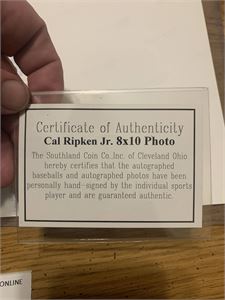 Certificate of Authenticity
Cal Ripken Jr. 8x10 Photo
The Southland Coin Co.,Inc. of Cleveland Ohio
hereby certifies that the autographed
baseballs and autographed photos have been
personally hand-signed by the individual sports
player and are guaranteed authentic.
ONLINE